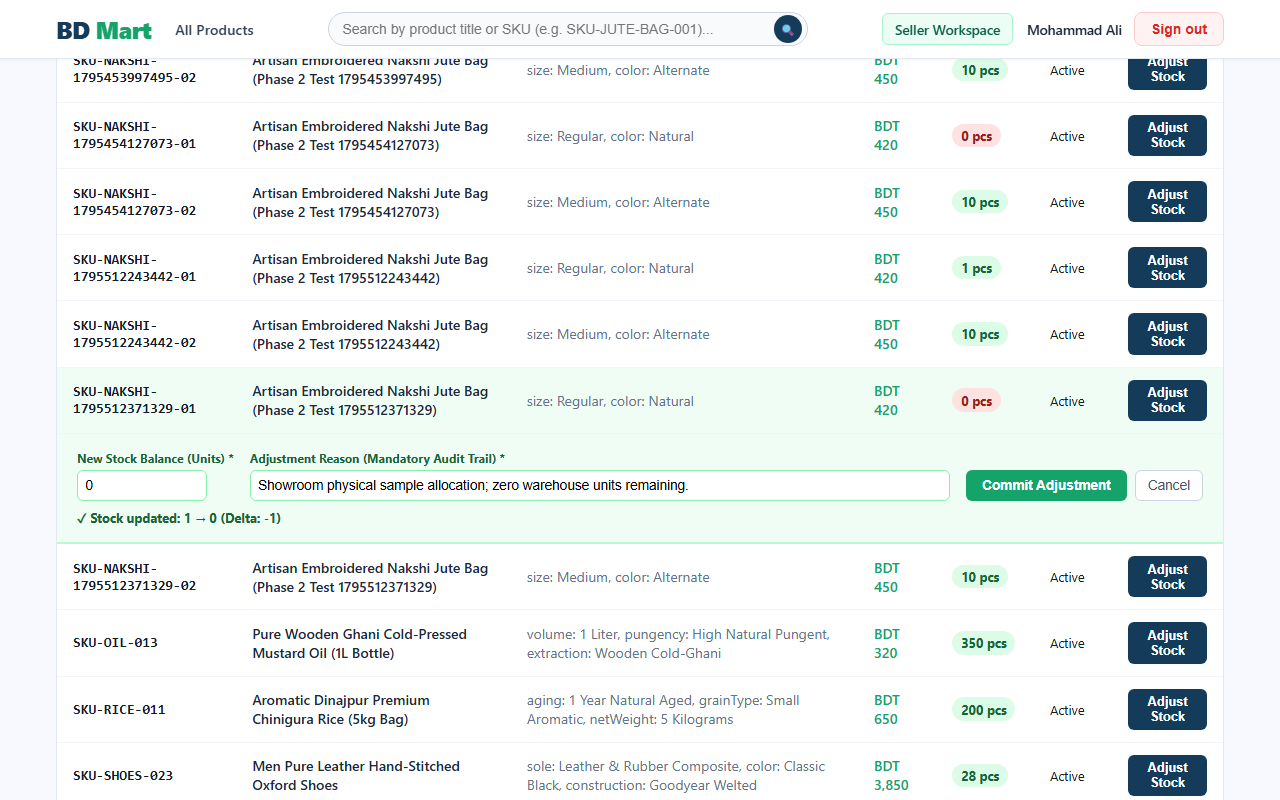 BD Mart
All Products
Search by product title or SKU (e.g. SKU-JUTE-BAG-001)...
Seller Workspace
Mohammad Ali
Sign out
SKU-NAKSHI-
1795453997495-02
Artisan Embroidered Nakshi Jute Bag
(Phase 2 Test 1795453997495)
size: Medium, color: Alternate
BDT
450
10 pcs
Active
Adjust
Stock
SKU-NAKSHI-
1795454127073-01
Artisan Embroidered Nakshi Jute Bag
(Phase 2 Test 1795454127073)
size: Regular, color: Natural
BDT
420
0 pcs
Active
Adjust
Stock
SKU-NAKSHI-
1795454127073-02
Artisan Embroidered Nakshi Jute Bag
(Phase 2 Test 1795454127073)
size: Medium, color: Alternate
BDT
450
10 pcs
Active
Adjust
Stock
SKU-NAKSHI-
1795512243442-01
Artisan Embroidered Nakshi Jute Bag
(Phase 2 Test 1795512243442)
size: Regular, color: Natural
BDT
420
1 pcs
Active
Adjust
Stock
SKU-NAKSHI-
1795512243442-02
Artisan Embroidered Nakshi Jute Bag
(Phase 2 Test 1795512243442)
size: Medium, color: Alternate
BDT
450
10 pcs
Active
Adjust
Stock
SKU-NAKSHI-
1795512371329-01
Artisan Embroidered Nakshi Jute Bag
(Phase 2 Test 1795512371329)
size: Regular, color: Natural
BDT
420
0 pcs
Active
Adjust
Stock
New Stock Balance (Units) *
Adjustment Reason (Mandatory Audit Trail) *
0
Showroom physical sample allocation; zero warehouse units remaining.
Commit Adjustment
Cancel
✓ Stock updated: 1 → 0 (Delta: -1)
SKU-NAKSHI-
1795512371329-02
Artisan Embroidered Nakshi Jute Bag
(Phase 2 Test 1795512371329)
size: Medium, color: Alternate
BDT
450
10 pcs
Active
Adjust
Stock
SKU-OIL-013
Pure Wooden Ghani Cold-Pressed
Mustard Oil (1L Bottle)
volume: 1 Liter, pungency: High Natural Pungent,
extraction: Wooden Cold-Ghani
BDT
320
350 pcs
Active
Adjust
Stock
SKU-RICE-011
Aromatic Dinajpur Premium
Chinigura Rice (5kg Bag)
aging: 1 Year Natural Aged, grainType: Small
Aromatic, netWeight: 5 Kilograms
BDT
650
200 pcs
Active
Adjust
Stock
SKU-SHOES-023
Men Pure Leather Hand-Stitched
Oxford Shoes
sole: Leather & Rubber Composite, color: Classic
Black, construction: Goodyear Welted
BDT
3,850
28 pcs
Active
Adjust
Stock